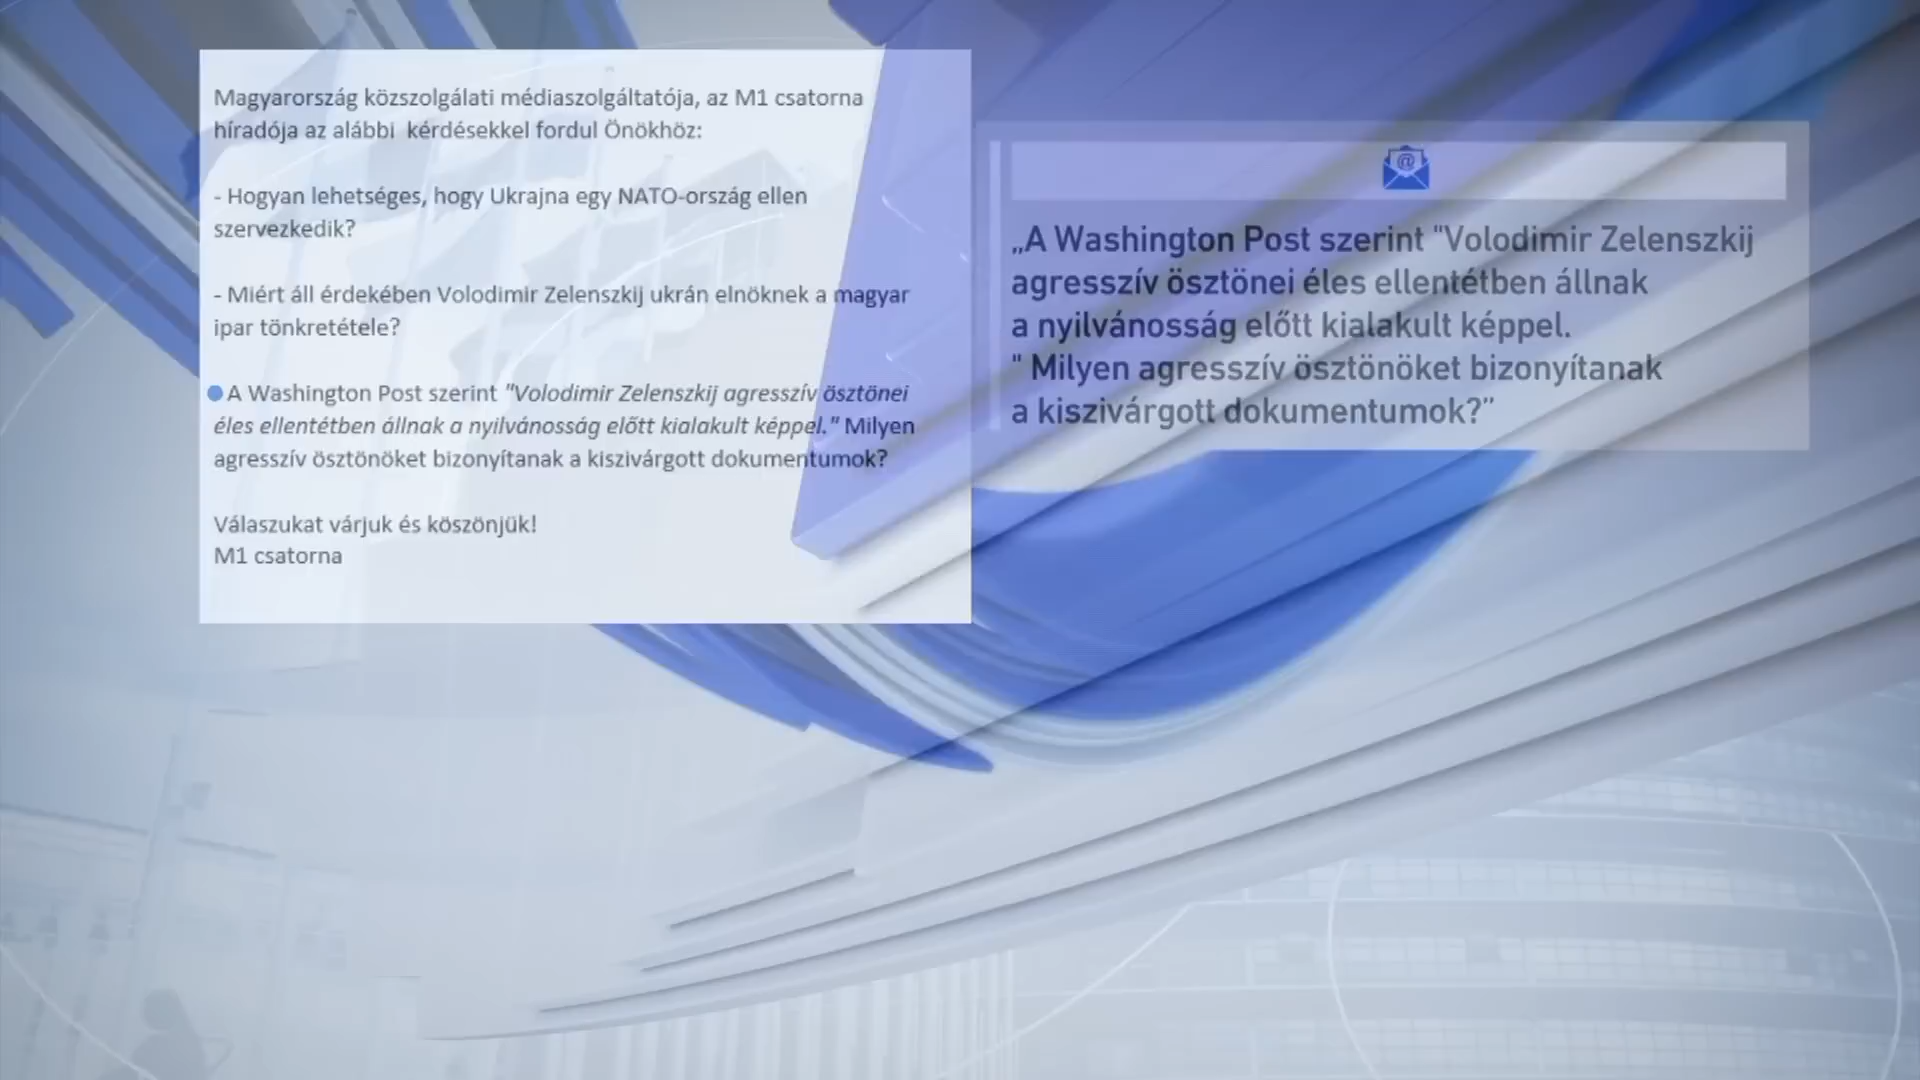 Magyarország közszolgálati médiaszolgáltatója, az M1 csatorna
híradója az alábbi kérdésekkel fordul Önökhöz:
- Hogyan lehetséges, hogy Ukrajna egy NATO-ország ellen
szervezkedik?
- Miért áll érdekében Volodimir Zelenszkij ukrán elnöknek a magyar
ipar tönkretétele?
A Washington Post szerint "Volodimir Zelenszkij agresszív ösztönei
éles ellentétben állnak a nyilvánosság előtt kialakult képpel." Milyen
agresszív ösztönöket bizonyítanak a kiszivárgott dokumentumok?
Válaszukat várjuk és köszönjük!
M1 csatorna
„A Washington Post szerint "Volodimir Zelenszkij
agresszív ösztönei éles ellentétben állnak
a nyilvánosság előtt kialakult képpel.
" Milyen agresszív ösztönöket bizonyítanak
a kiszivárgott dokumentumok?”